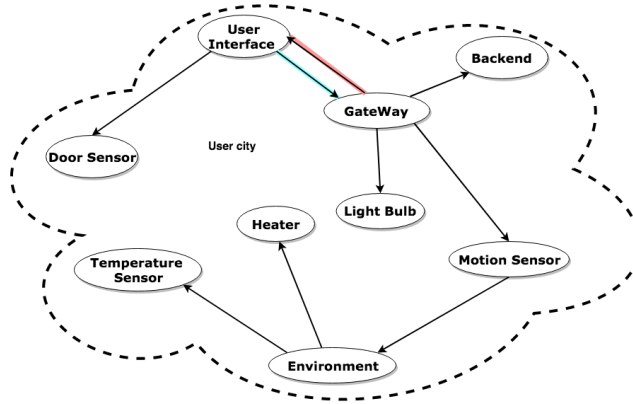 User
Interface
Backend
GateWay
Door Sensor
User city
Light Bulb
Heater
Temperature
Sensor
Motion Sensor
Environment